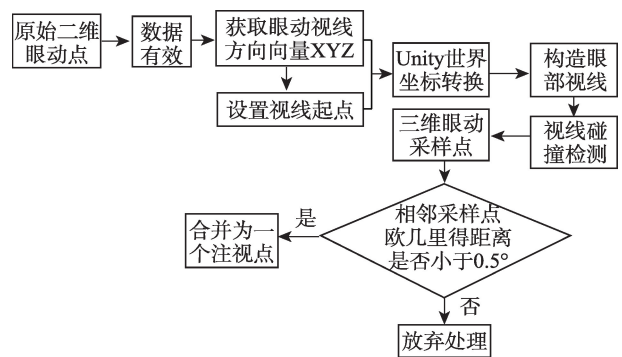 原始二维
眼动点
数据
有效
获取眼动视线
方向向量XYZ
设置视线起点
Unity世界
坐标转换
构造眼
部视线
视线碰
撞检测
三维眼动
采样点
相邻采样点
欧几里得距离
是否小于0.5°
是
合并为一
个注视点
否
放弃处理